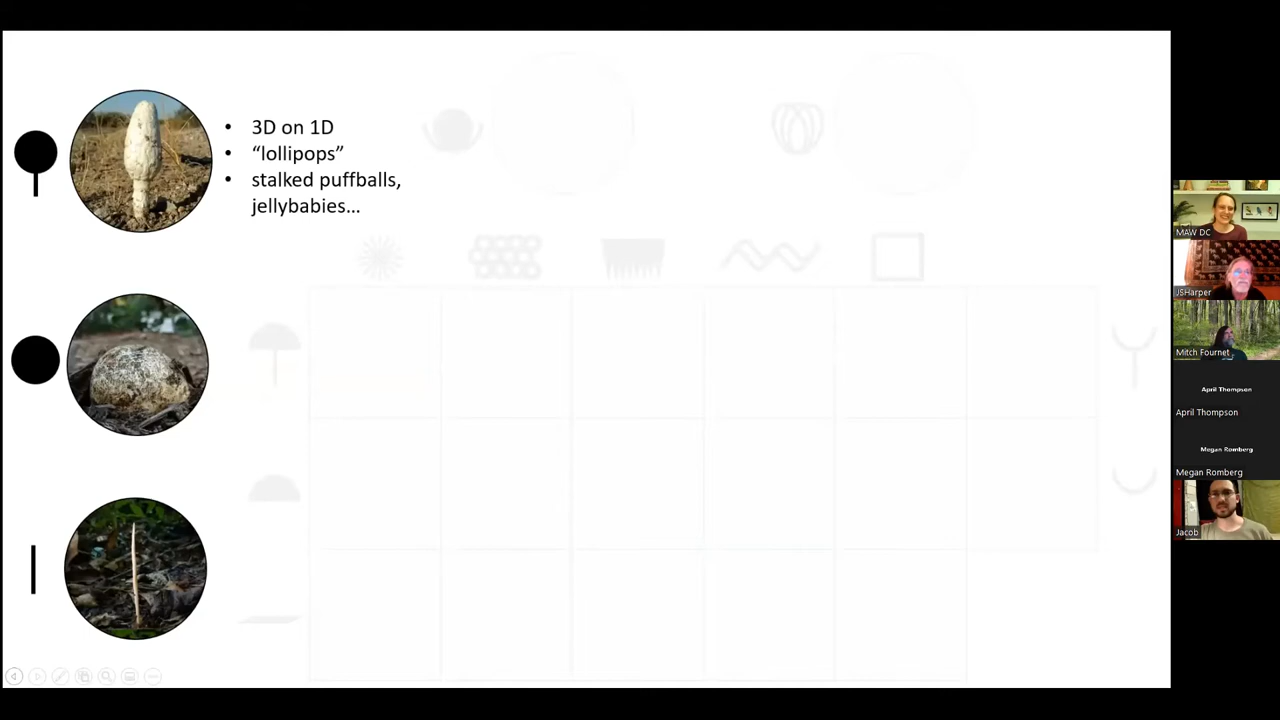 • 3D on 1D
• “lollipops”
• stalked puffballs,
jellybabies...
MAW DC
JSHarper
Mitch Fournet
April Thompson
April Thompson
Megan Romberg
Megan Romberg
Jacob